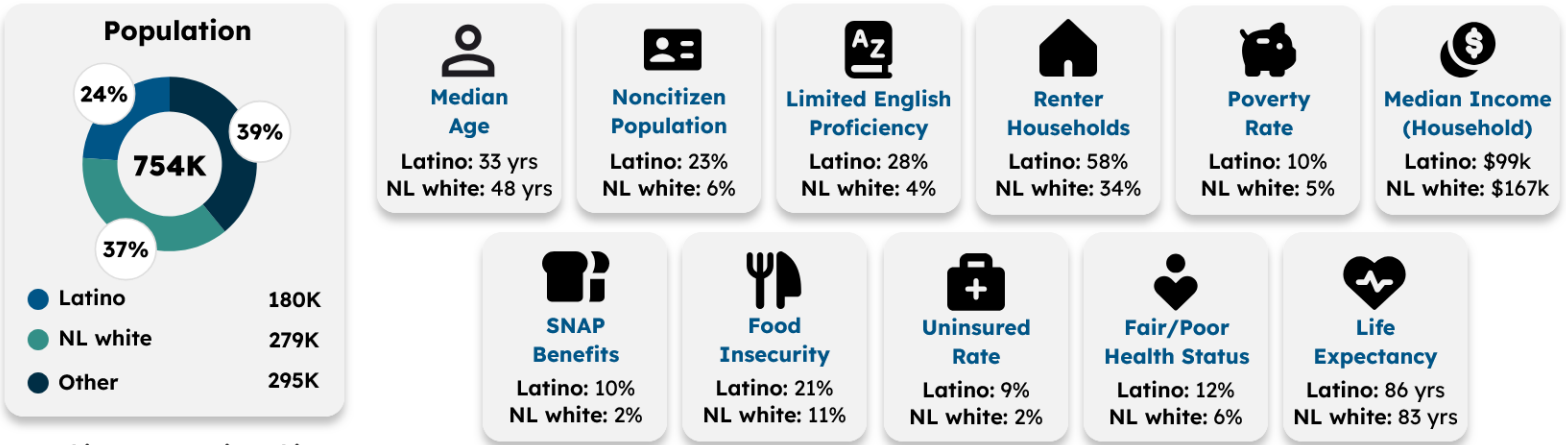 Population
24%
39%
754K
37%
Latino 180K
NL white 279K
Other 295K
Median
Age
Latino: 33 yrs
NL white: 48 yrs
Noncitizen
Population
Latino: 23%
NL white: 6%
A Z
Limited English
Proficiency
Latino: 28%
NL white: 4%
Renter
Households
Latino: 58%
NL white: 34%
Poverty
Rate
Latino: 10%
NL white: 5%
$
Median Income
(Household)
Latino: $99k
NL white: $167k
SNAP
Benefits
Latino: 10%
NL white: 2%
Food
Insecurity
Latino: 21%
NL white: 11%
Uninsured
Rate
Latino: 9%
NL white: 2%
Fair/Poor
Health Status
Latino: 12%
NL white: 6%
Life
Expectancy
Latino: 86 yrs
NL white: 83 yrs